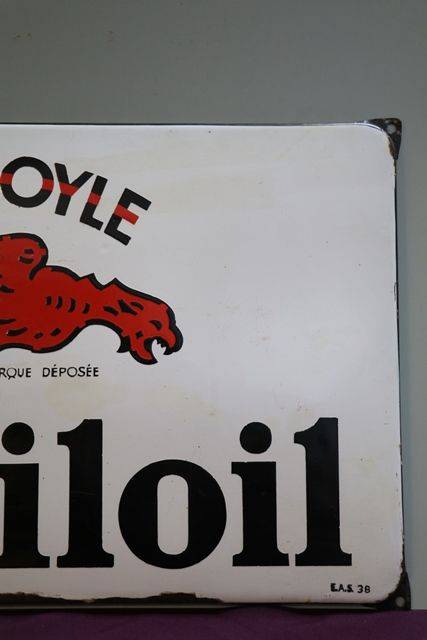 OYLE
RQUE DÉPOSÉE
iloil
E.A.S. 38